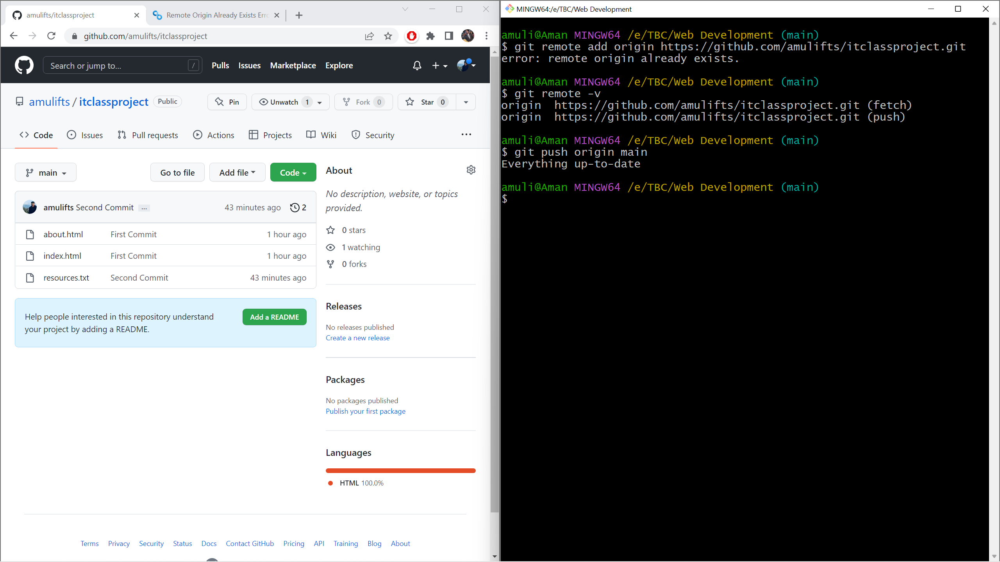 amulifts/itclassproject
Remote Origin Already Exists Erro
github.com/amulifts/itclassproject
Search or jump to...
/
Pulls
Issues
Marketplace
Explore
amulifts / itclassproject
Public
Pin
Unwatch 1
Fork 0
Star 0
Code
Issues
Pull requests
Actions
Projects
Wiki
Security
main
Go to file
Add file
Code
amulifts Second Commit ...
43 minutes ago
2
about.html First Commit 1 hour ago
index.html First Commit 1 hour ago
resources.txt Second Commit 43 minutes ago
Help people interested in this repository understand
your project by adding a README.
Add a README
About
No description, website, or topics
provided.
0 stars
1 watching
0 forks
Releases
No releases published
Create a new release
Packages
No packages published
Publish your first package
Languages
HTML 100.0%
Terms Privacy Security Status Docs Contact GitHub Pricing API Training Blog About
MINGW64:/e/TBC/Web Development
amuli@Aman MINGW64 /e/TBC/Web Development (main)
$ git remote add origin https://github.com/amulifts/itclassproject.git
error: remote origin already exists.
amuli@Aman MINGW64 /e/TBC/Web Development (main)
$ git remote -v
origin  https://github.com/amulifts/itclassproject.git (fetch)
origin  https://github.com/amulifts/itclassproject.git (push)
amuli@Aman MINGW64 /e/TBC/Web Development (main)
$ git push origin main
Everything up-to-date
amuli@Aman MINGW64 /e/TBC/Web Development (main)
$